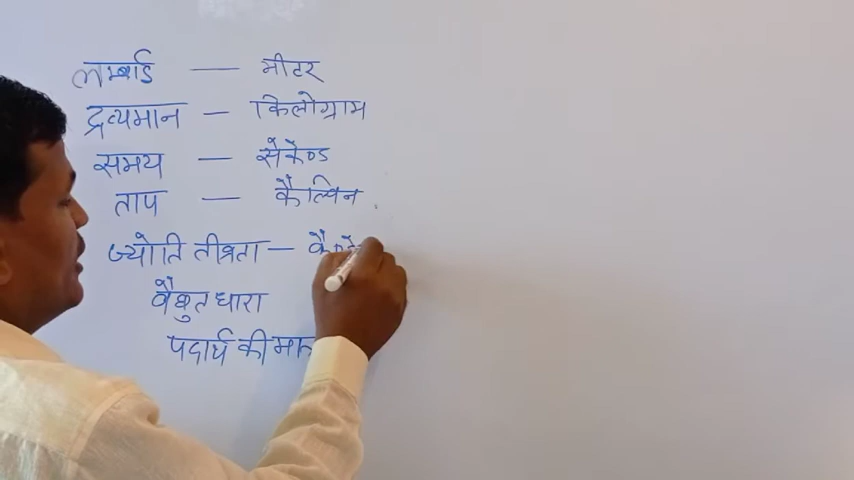 लम्बाई — मीटर
द्रव्यमान — किलोग्राम
समय — सेकेण्ड
ताप — कैल्विन
ज्योति तीव्रता —
वैधुत धारा
पदार्थ की